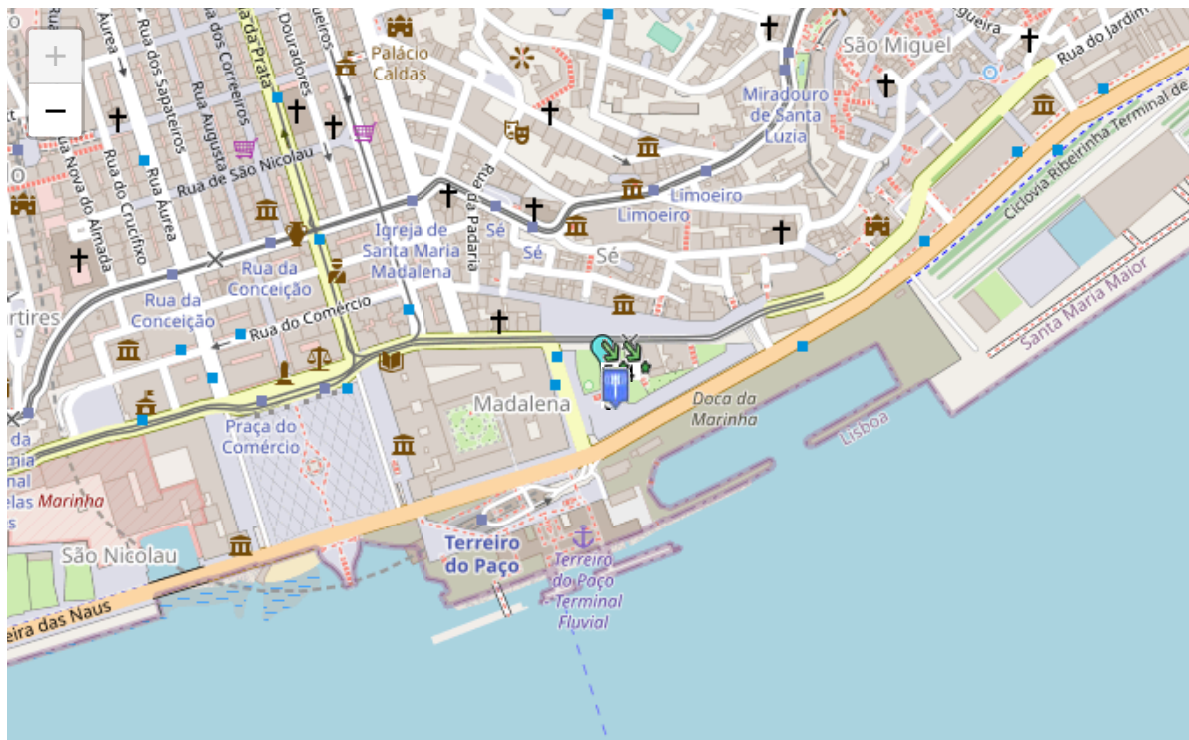 Rua dos Sapateiros
Rua dos Correeiros
Rua Augusta
da Prata
Douradores
Palácio
Caldas
São Miguel
Rua do Jardim
Miradouro
de Santa
Luzia
Rua Nova do Almada
Rua do Crucifixo
Rua Áurea
Rua de São Nicolau
Rua da Padaria
Limoeiro
Limoeiro
Ciclovia Ribeirinha Terminal de
Igreja de
Santa Maria
Madalena
Sé
Sé
Sé
Rua da
Conceição
Rua da
Conceição
Rua do Comércio
Santa Maria Maior
Madalena
Doca da
Marinha
Lisboa
Praça do
Comércio
Marinha
São Nicolau
Terreiro
do Paço
Terreiro
do Paço
- Terminal
Fluvial
eira das Naus